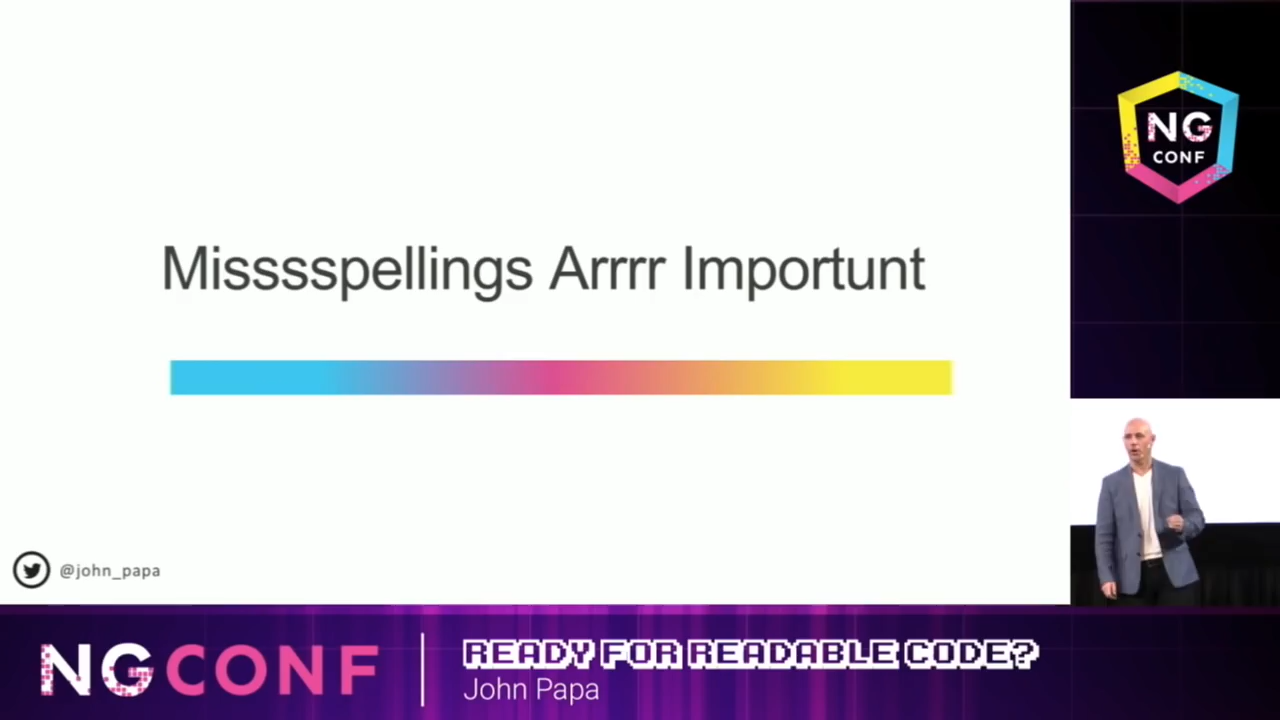 Misssspellings Arrrr Importunt
@john_papa
NG
CONF
NGCONF
READY FOR READABLE CODE?
John Papa